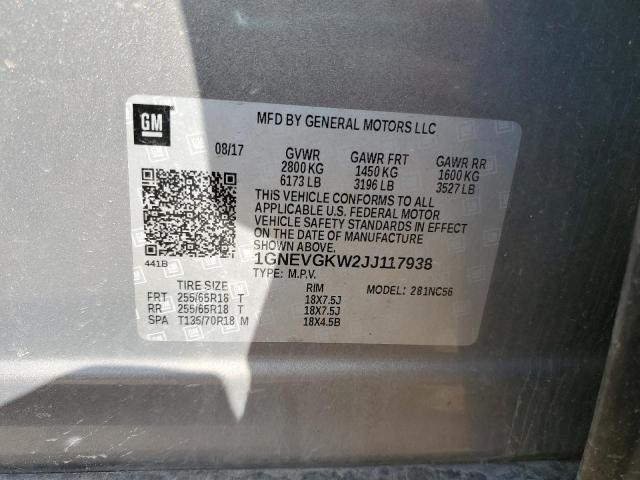 GM
MFD BY GENERAL MOTORS LLC
08/17 GVWR GAWR FRT GAWR RR
2800 KG 1450 KG 1600 KG
6173 LB 3196 LB 3527 LB
THIS VEHICLE CONFORMS TO ALL
APPLICABLE U.S. FEDERAL MOTOR
VEHICLE SAFETY STANDARDS IN EFFECT
ON THE DATE OF MANUFACTURE
SHOWN ABOVE.
441B 1GNEVGKW2JJ117938
TYPE: M.P.V.
TIRE SIZE RIM MODEL: 281NC56
FRT 255/65R18 T 18X7.5J
RR 255/65R18 T 18X7.5J
SPA T135/70R18 M 18X4.5B